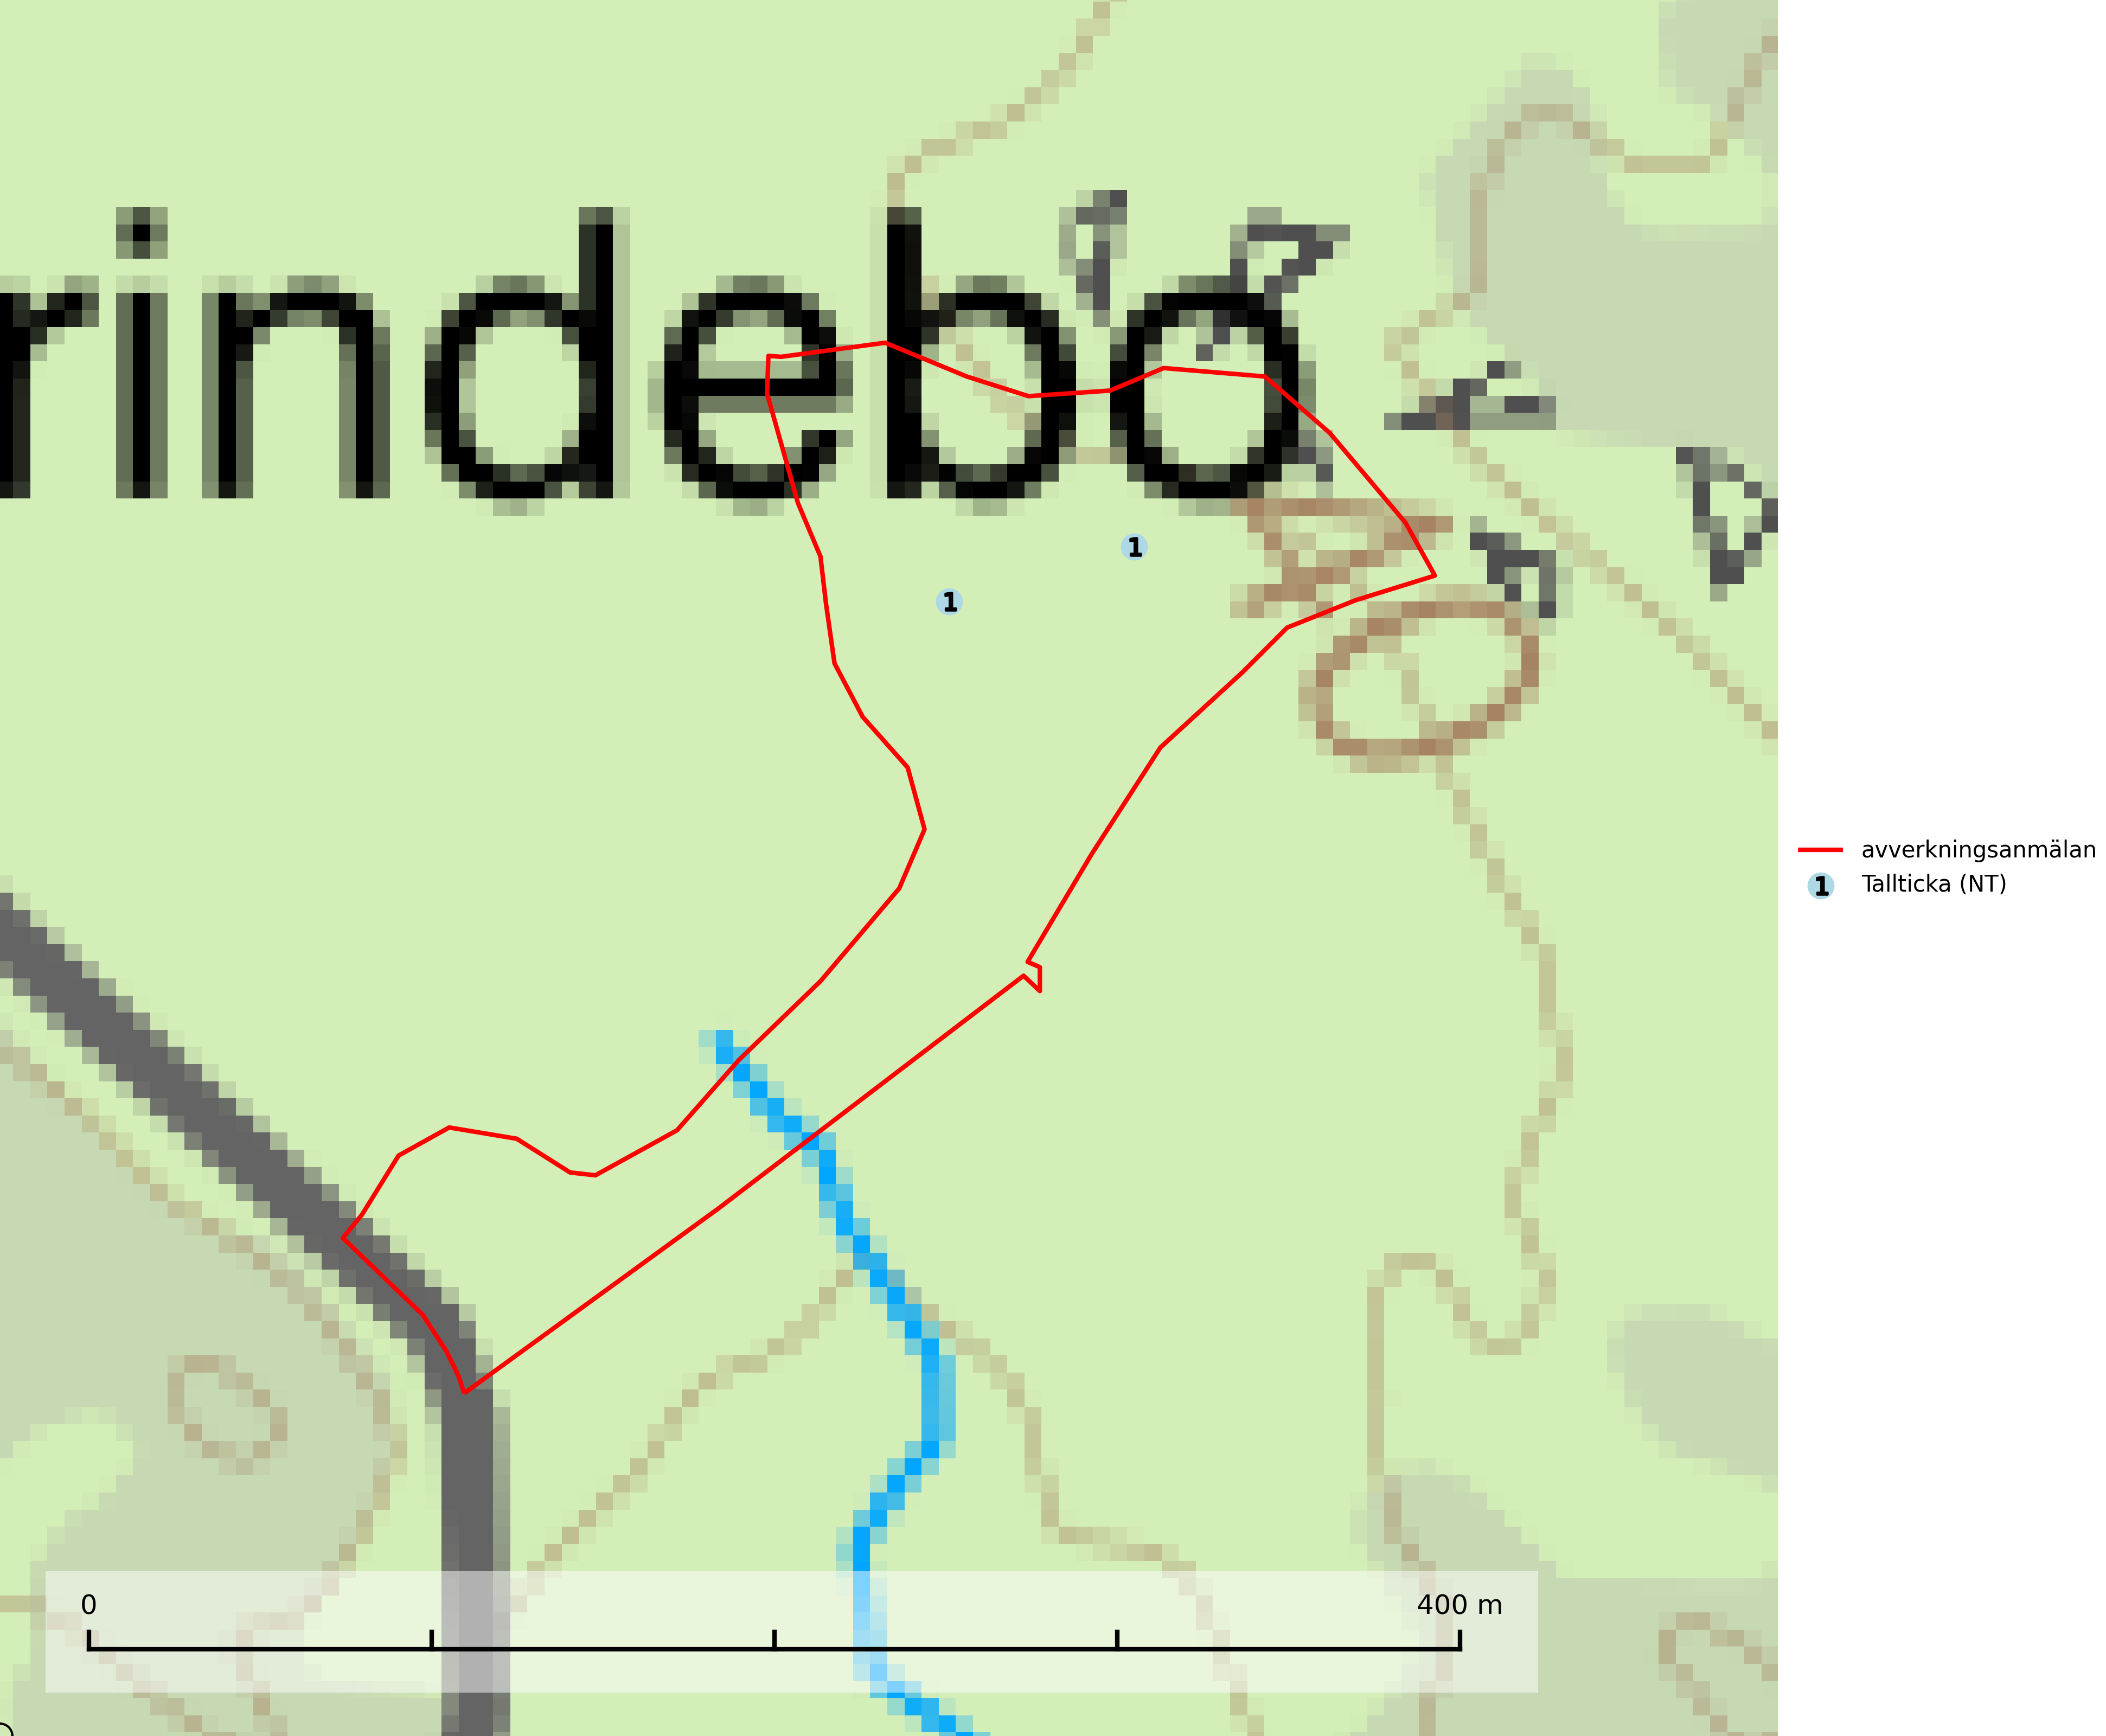 rindebo
1
1
avverkningsanmälan
1 Tallticka (NT)
0 400 m